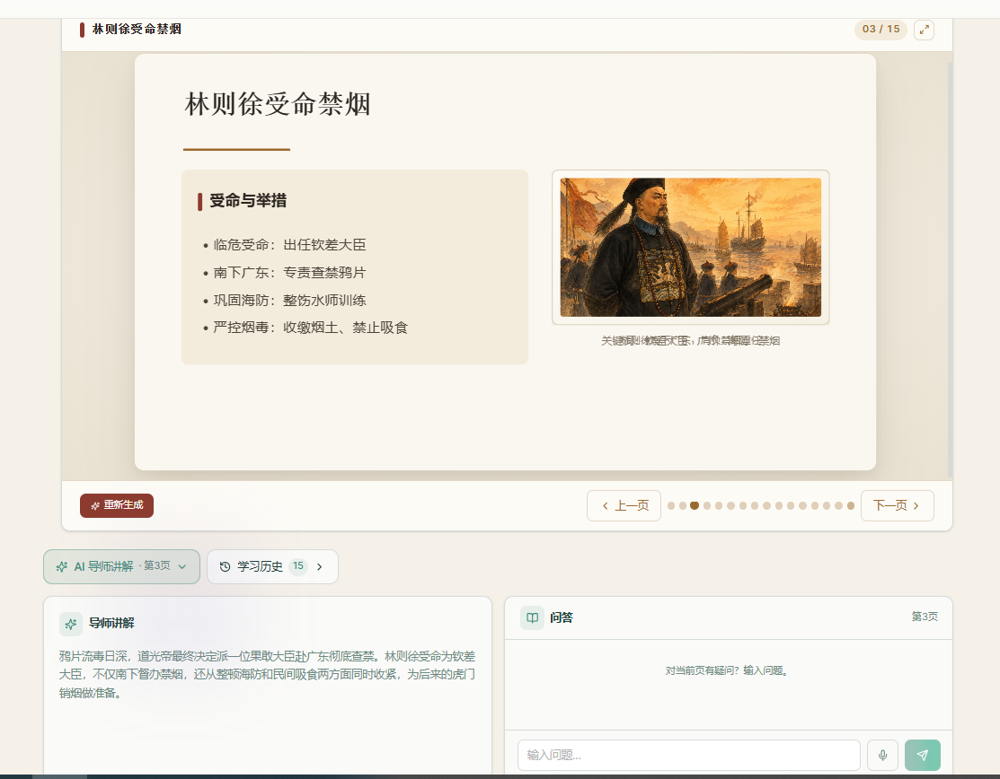 林则徐受命禁烟
03 / 15
林则徐受命禁烟
受命与举措
• 临危受命：出任钦差大臣
• 南下广东：专责查禁鸦片
• 巩固海防：整饬水师训练
• 严控烟毒：收缴烟土、禁止吸食
重新生成
上一页
下一页
AI 导师讲解 · 第3页
学习历史 15
导师讲解
鸦片流毒日深，道光帝最终决定派一位果敢大臣赴广东彻底查禁。林则徐受命为钦差
大臣，不仅南下督办禁烟，还从整顿海防和民间吸食两方面同时收紧，为后来的虎门
销烟做准备。
问答
第3页
对当前页有疑问？输入问题。
输入问题...